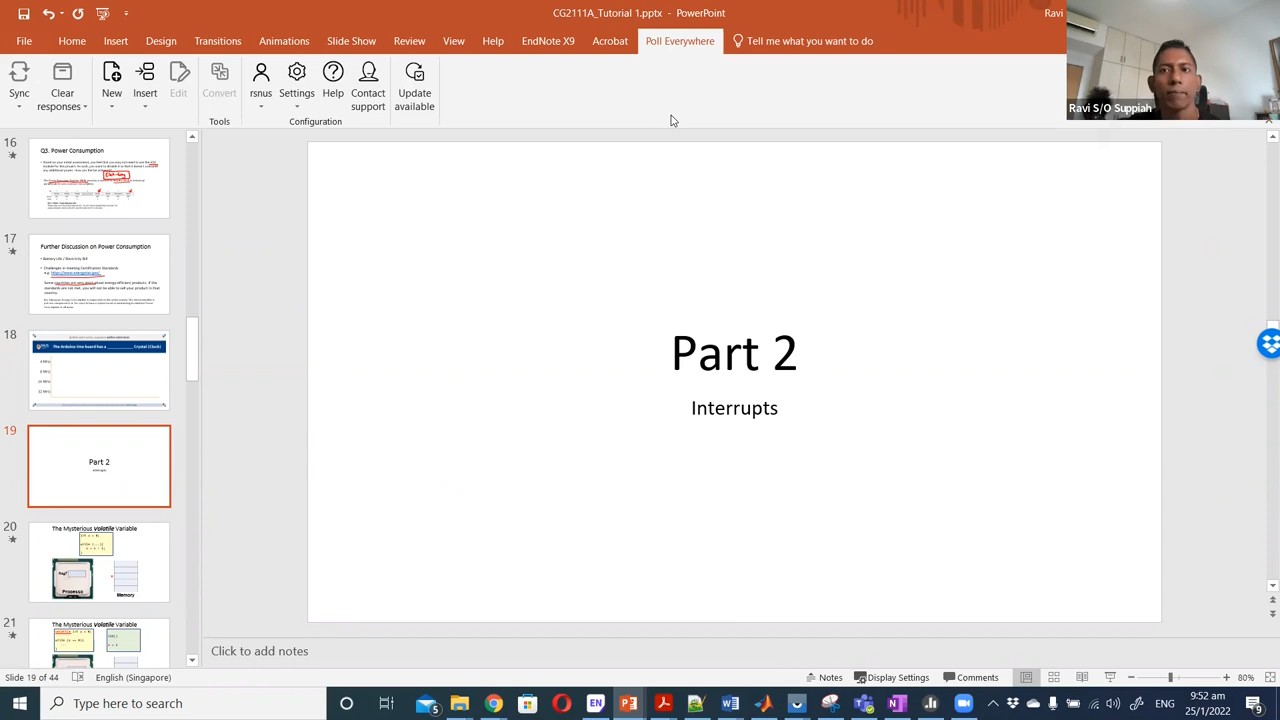 CG2111A_Tutorial 1.pptx - PowerPoint
Ravi
File Home Insert Design Transitions Animations Slide Show Review View Help EndNote X9 Acrobat Poll Everywhere Tell me what you want to do
Sync
Clear
responses
New
Insert
Edit
Convert
rsnus
Settings
Help
Contact
support
Update
available
Tools
Configuration
Ravi S/O Suppiah
16
Q3. Power Consumption
17
Further Discussion on Power Consumption
18
The Arduino Uno board has a ____________ Crystal (Clock)
19
Part 2
Interrupts
20
The Mysterious Volatile Variable
Processo
Memory
21
The Mysterious Volatile Variable
Part 2
Interrupts
Click to add notes
Slide 19 of 44
English (Singapore)
Notes
Display Settings
Comments
80%
Type here to search
ENG
9:52 am
25/1/2022